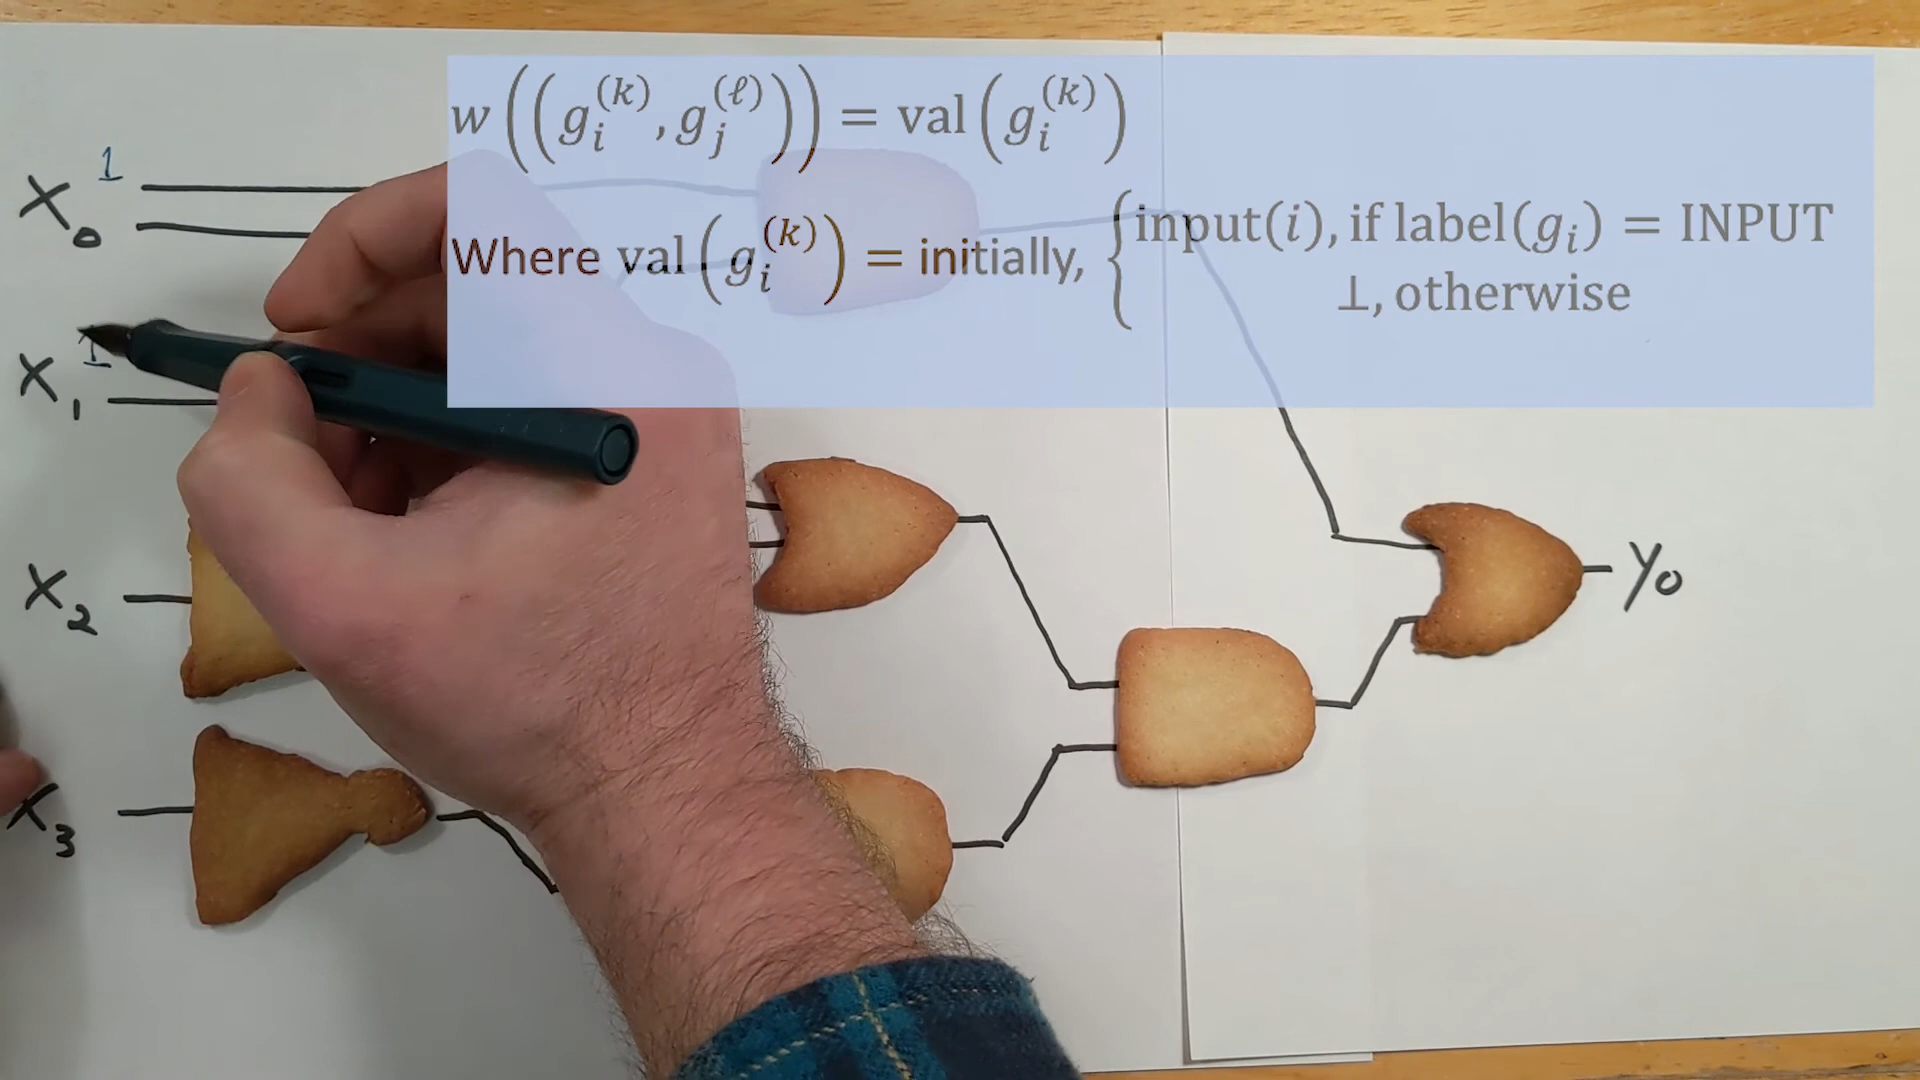 w((g_i^(k), g_j^(ℓ))) = val(g_i^(k))
Where val(g_i^(k)) = initially, { input(i), if label(g_i) = INPUT
⊥, otherwise
X₀ 1
X₁ 1
X₂
X₃
y₀